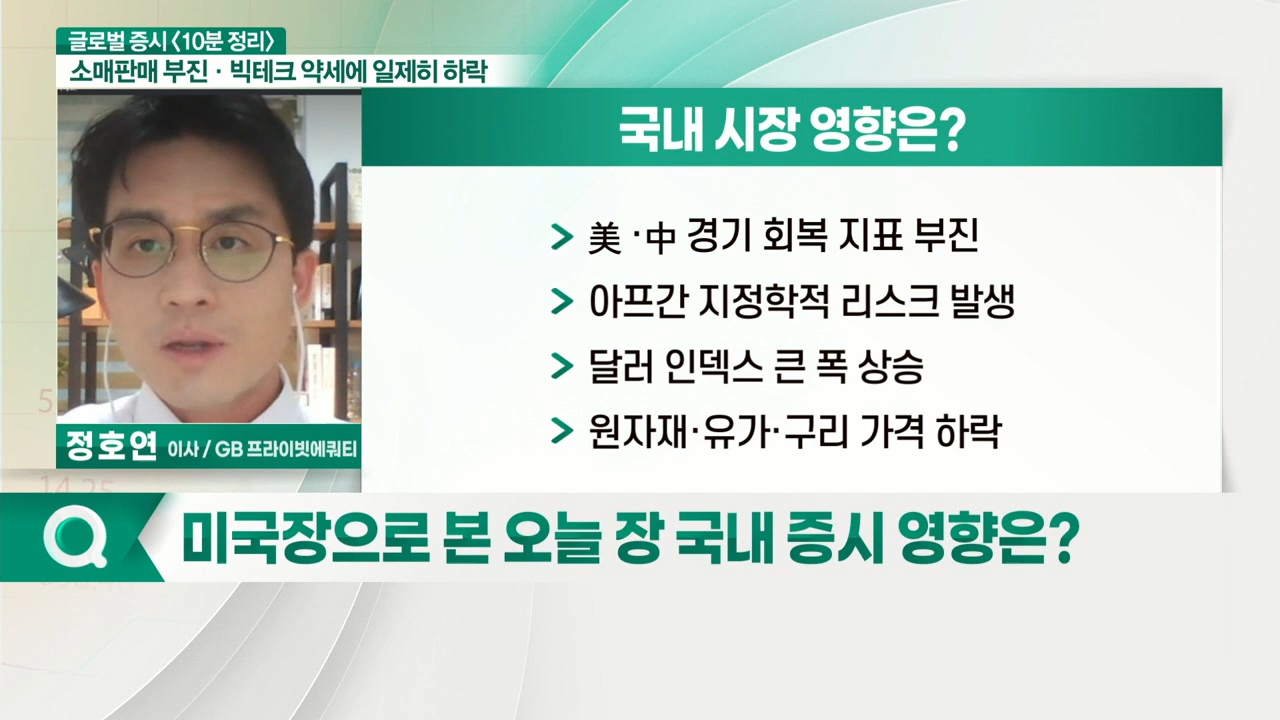 글로벌 증시 <10분 정리>
소매판매 부진 · 빅테크 약세에 일제히 하락
국내 시장 영향은?
> 美·中 경기 회복 지표 부진
> 아프간 지정학적 리스크 발생
> 달러 인덱스 큰 폭 상승
> 원자재·유가·구리 가격 하락
정호연 이사 / GB 프라이빗에쿼티
미국장으로 본 오늘 장 국내 증시 영향은?